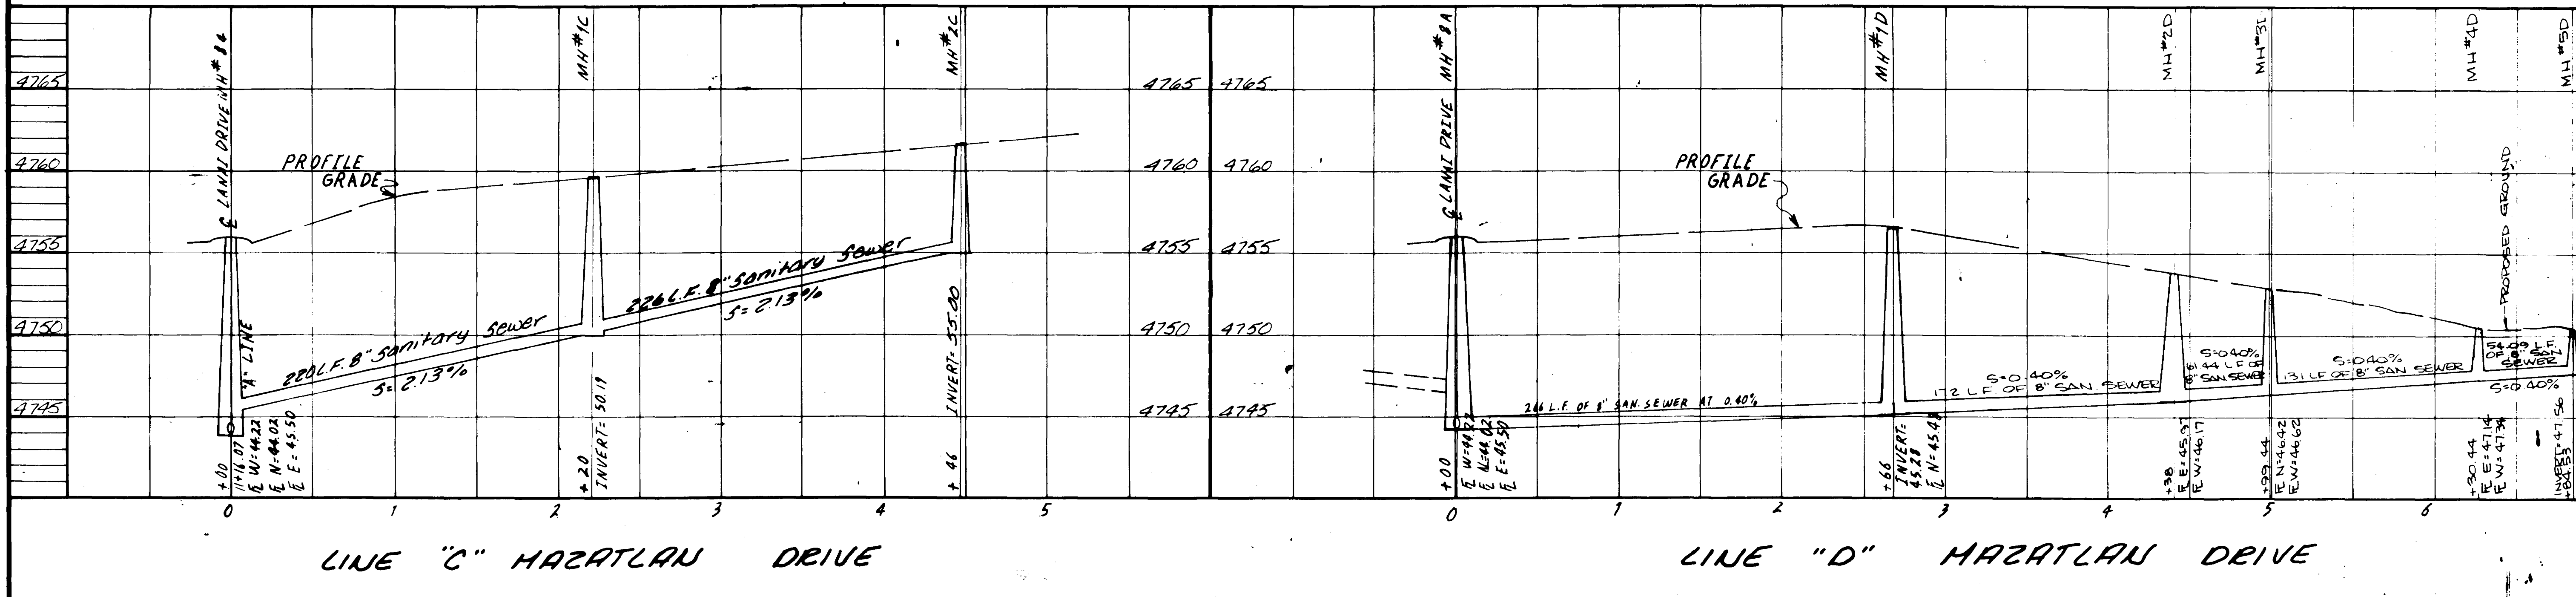 4765
4760
4755
4750
4745
℄ LANAI DRIVE MH # 8A
MH #1C
MH # 2C
PROFILE
GRADE
"A" LINE
220 L.F. 8" Sanitary Sewer
S= 2.13%
226 L.F. 8" Sanitary Sewer
S= 2.13%
+00
11+16.07
℄ W=44.22
℄ N=44.02
℄ E=45.50
+20
INVERT= 50.19
+46
INVERT= 55.00
0
1
2
3
4
5
LINE "C" MAZATLAN DRIVE
4765 4765
4760 4760
4755 4755
4750 4750
4745 4745
℄ LANAI DRIVE MH # 8A
MH #1D
MH #2D
MH #4D
MH #5D
PROFILE
GRADE
PROPOSED GROUND
266 L.F. OF 8" SAN. SEWER AT 0.40%
S=0.40%
172 L.F. OF 8" SAN. SEWER
S=0.40%
61.44 L.F. OF
8" SAN SEWER
S=0.40%
131 LF OF 8" SAN SEWER
54.09 L.F.
OF 8" SAN
SEWER
S=0.40%
+00
℄ W=44.22
℄ N=44.02
℄ E=45.50
+66
INVERT=
45.28
℄ N=45.48
+38
℄ E=45.97
℄ W=46.17
+99.44
℄ N=46.42
℄ W=46.62
+30.44
℄ E=47.14
℄ W=47.34
INVERT=47.56
+84.53
0
1
2
3
4
5
6
LINE "D" MAZATLAN DRIVE